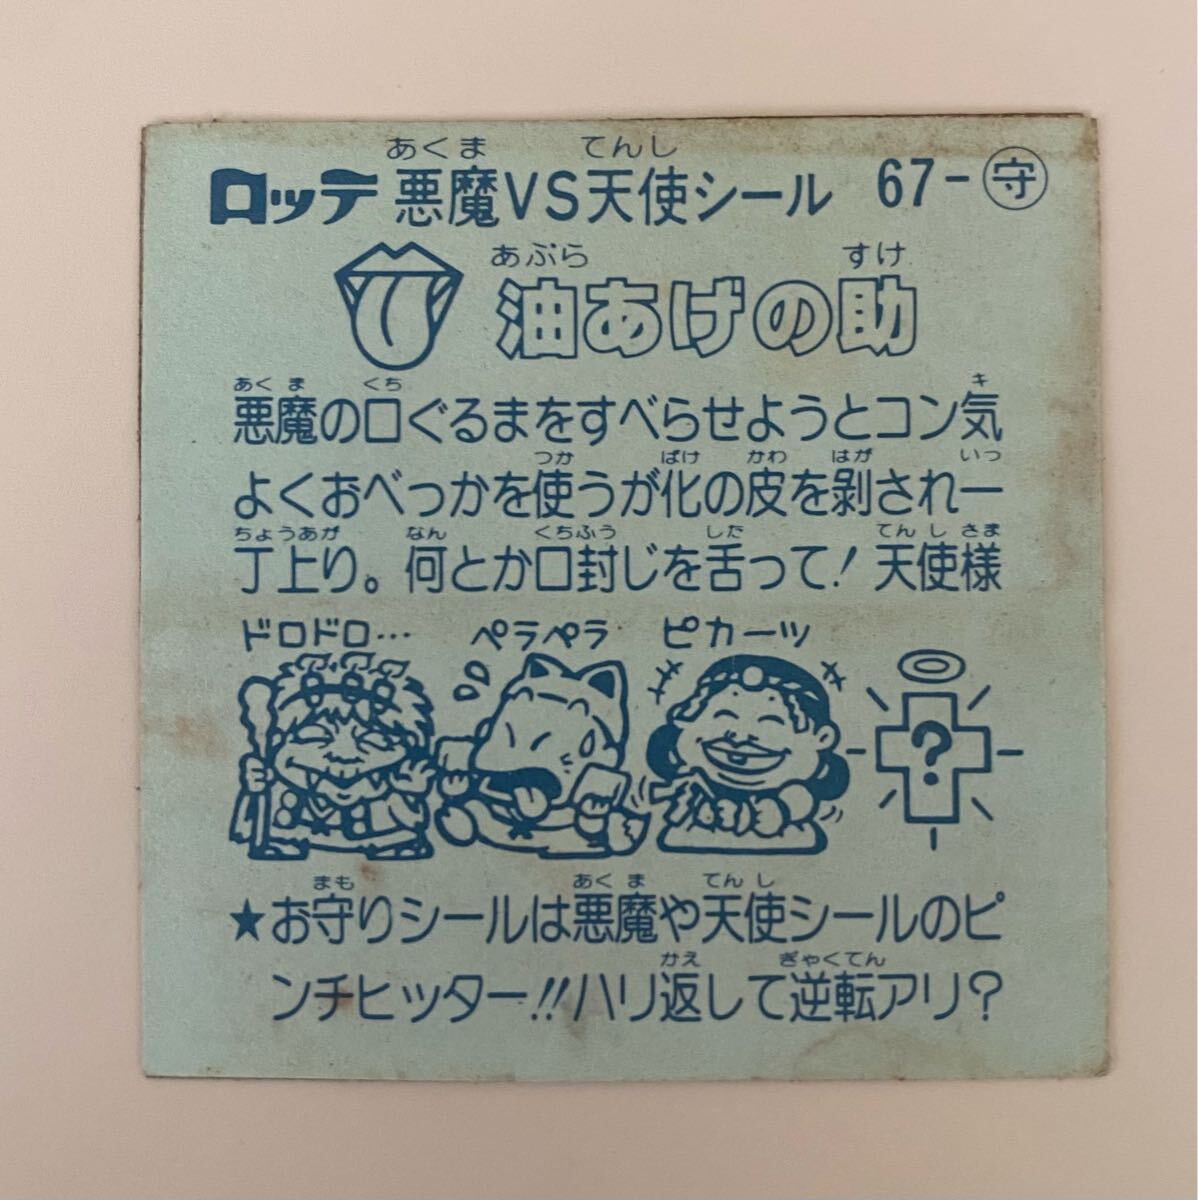 あくま てんし
ロッテ 悪魔VS天使シール 67-守
あぶら すけ
油あげの助
あくま くち キ
悪魔の口ぐるまをすべらせようとコン気
つか ばけ かわ はが いっ
よくおべっかを使うが化の皮を剥され一
ちょうあが なん くちふう した てんしさま
丁上り。何とか口封じを舌って!天使様
ドロドロ… ペラペラ ピカーッ
?
まも あくま てんし
★お守りシールは悪魔や天使シールのピ
かえ ぎゃくてん
ンチヒッター!!ハリ返して逆転アリ?